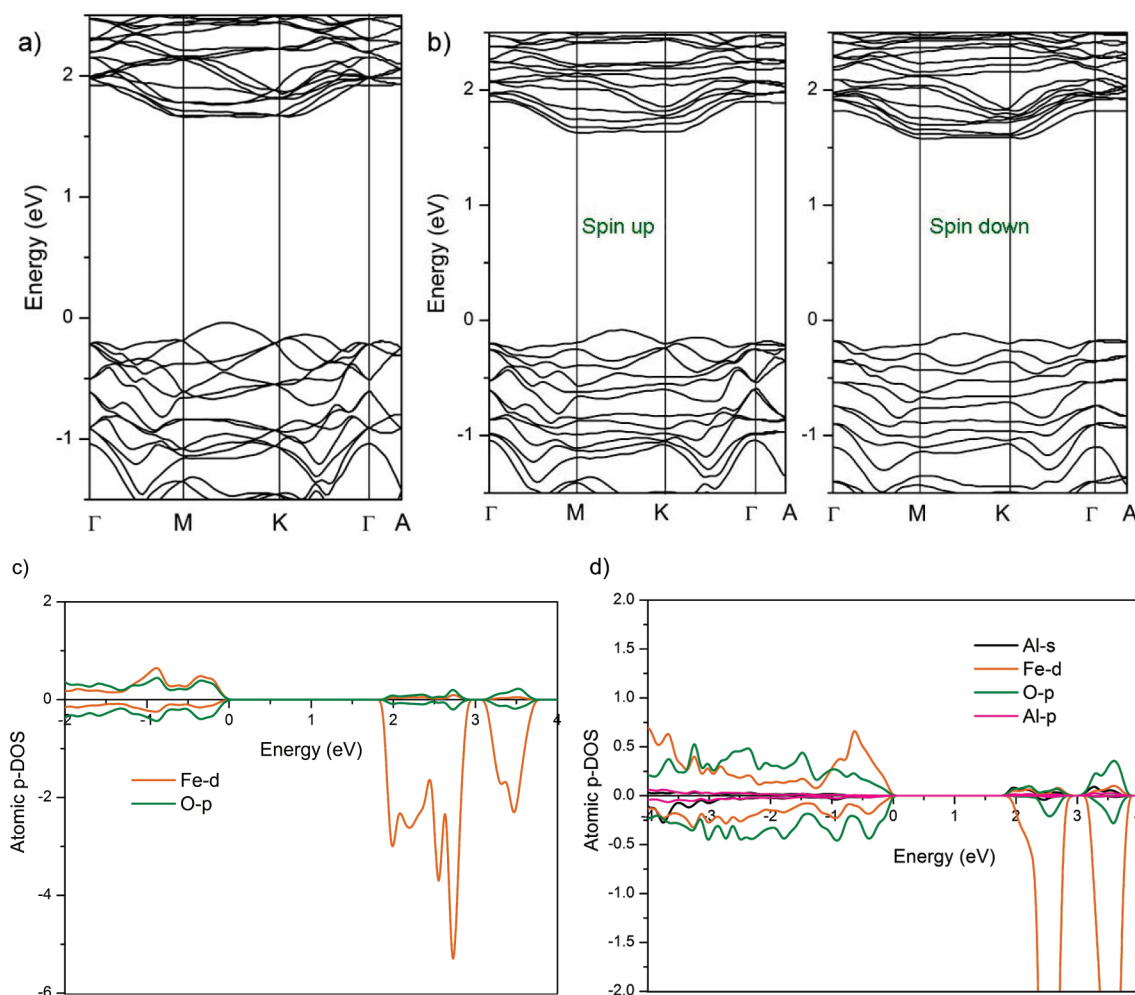 a)
2
1
0
-1
Energy (eV)
Γ
M
K
Γ
A
b)
2
1
0
-1
Energy (eV)
Spin up
Γ
M
K
Γ
A
2
1
0
-1
Spin down
Γ
M
K
Γ
A
c)
2
0
-2
-4
-6
Atomic p-DOS
-2
-1
0
1
2
3
4
Energy (eV)
Fe-d
O-p
d)
2.0
1.5
1.0
0.5
0.0
-0.5
-1.0
-1.5
-2.0
Atomic p-DOS
-4
-3
-2
-1
0
1
2
3
4
Energy (eV)
Al-s
Fe-d
O-p
Al-p